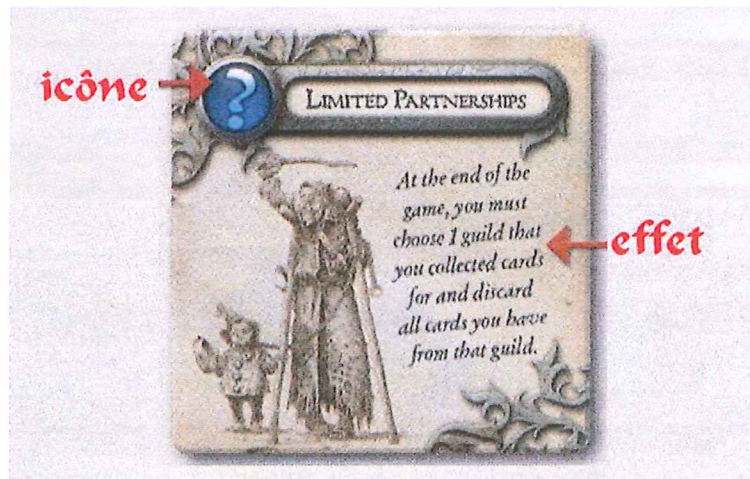 icône
?
LIMITED PARTNERSHIPS
At the end of the
game, you must
choose 1 guild that
you collected cards
for and discard
all cards you have
from that guild.
effet